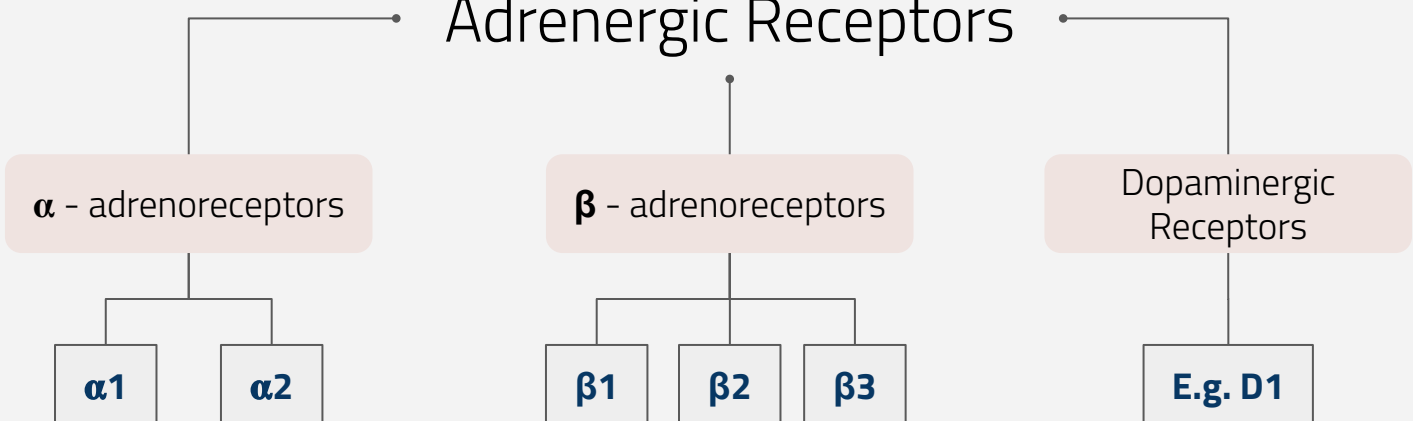 Adrenergic Receptors
α - adrenoreceptors
β - adrenoreceptors
Dopaminergic
Receptors
α1
α2
β1
β2
β3
E.g. D1